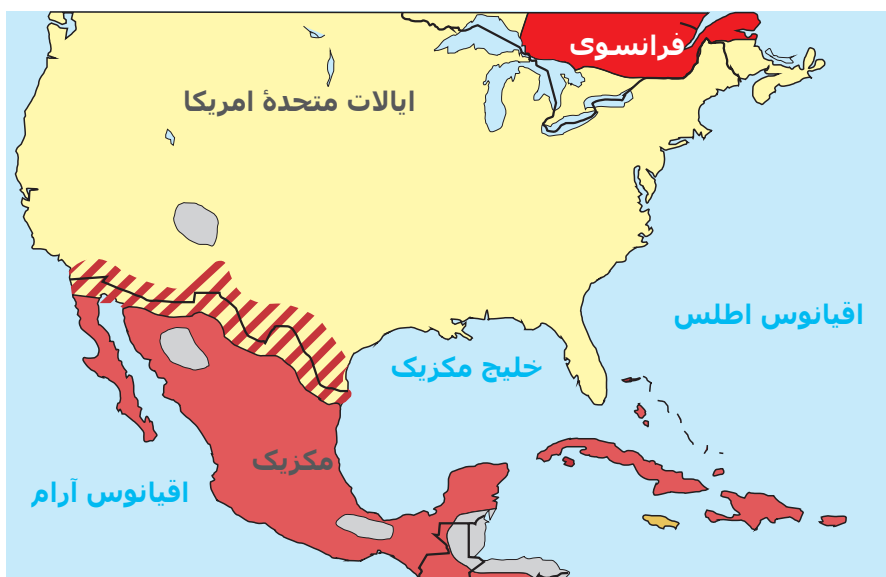 فرانسوی
ایالات متحدهٔ امریکا
اقیانوس اطلس
خلیج مکزیک
مکزیک
اقیانوس آرام